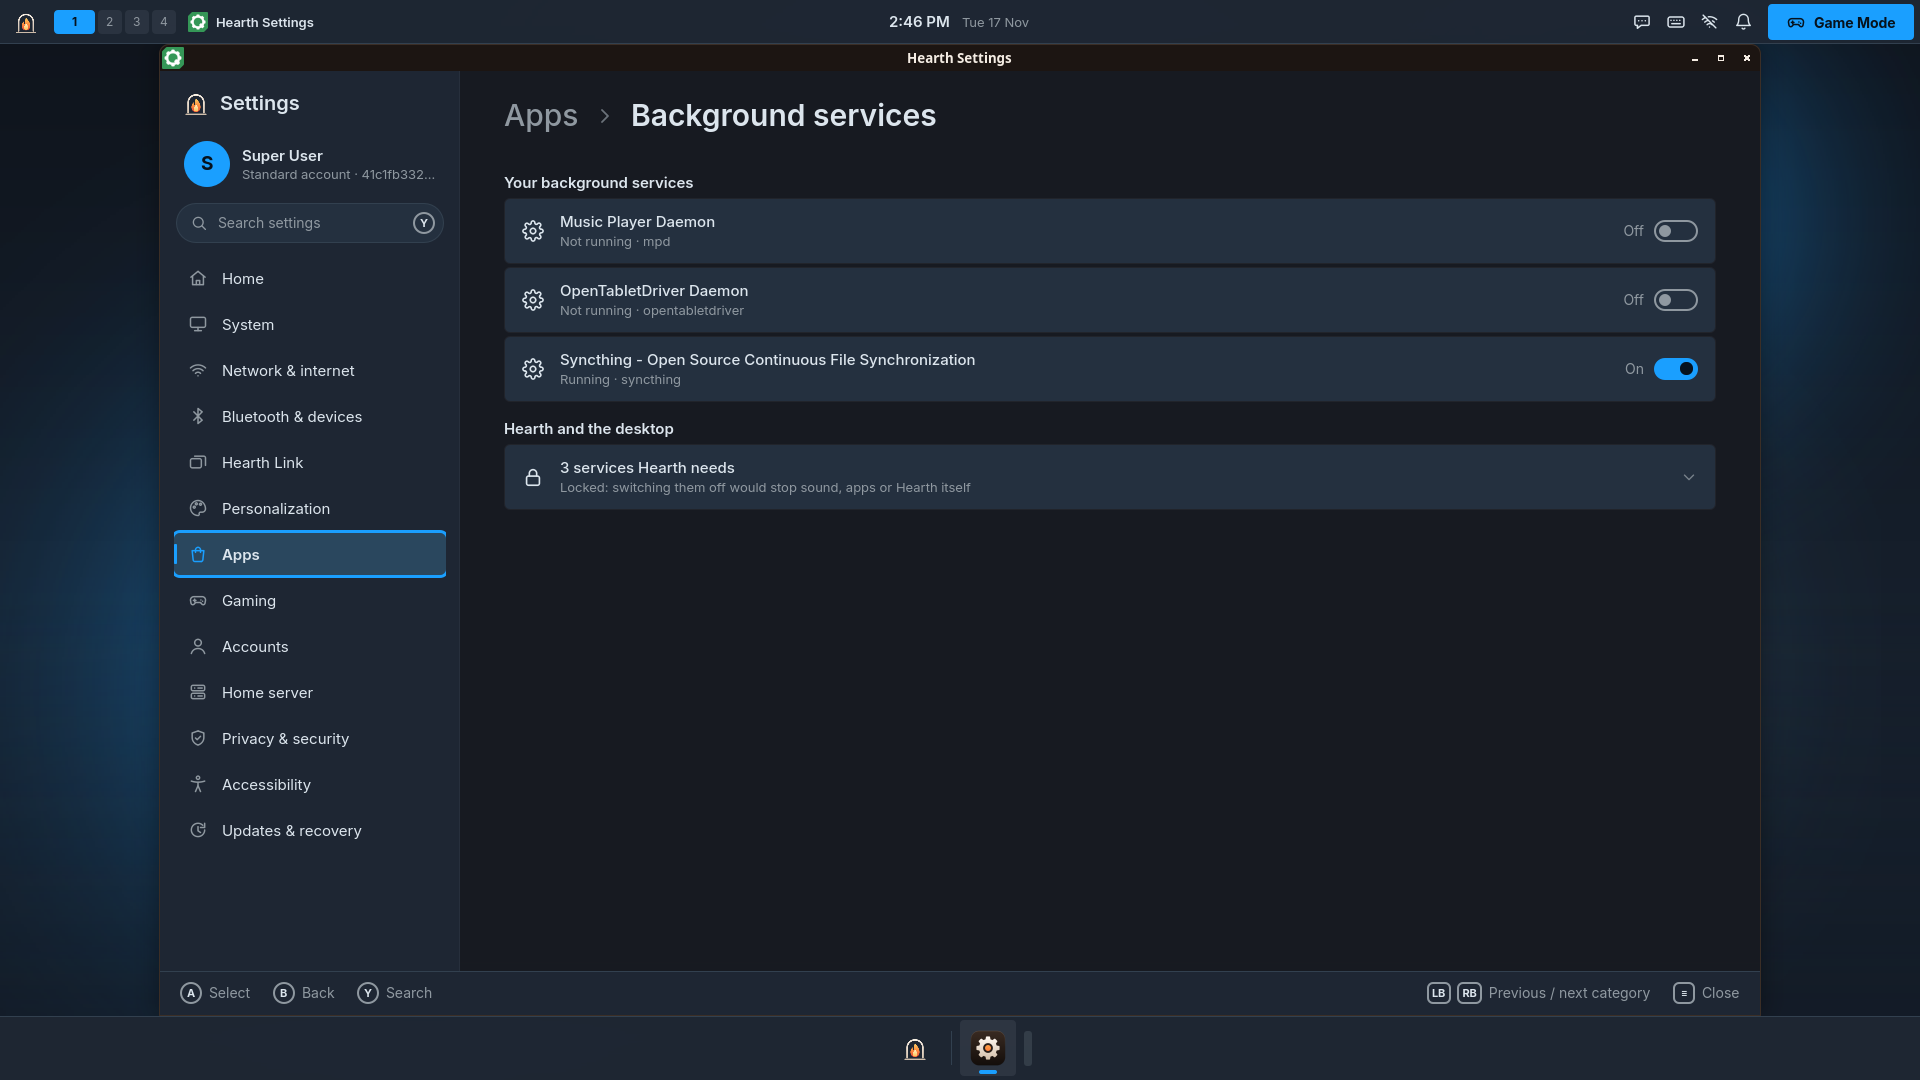 1 2 3 4 Hearth Settings
2:46 PM Tue 17 Nov
Game Mode
Hearth Settings
Settings
S
Super User
Standard account · 41c1fb332...
Search settings Y
Home
System
Network & internet
Bluetooth & devices
Hearth Link
Personalization
Apps
Gaming
Accounts
Home server
Privacy & security
Accessibility
Updates & recovery
Apps > Background services
Your background services
Music Player Daemon
Not running · mpd
Off
OpenTabletDriver Daemon
Not running · opentabletdriver
Off
Syncthing - Open Source Continuous File Synchronization
Running · syncthing
On
Hearth and the desktop
3 services Hearth needs
Locked: switching them off would stop sound, apps or Hearth itself
A Select B Back Y Search
LB RB Previous / next category ≡ Close